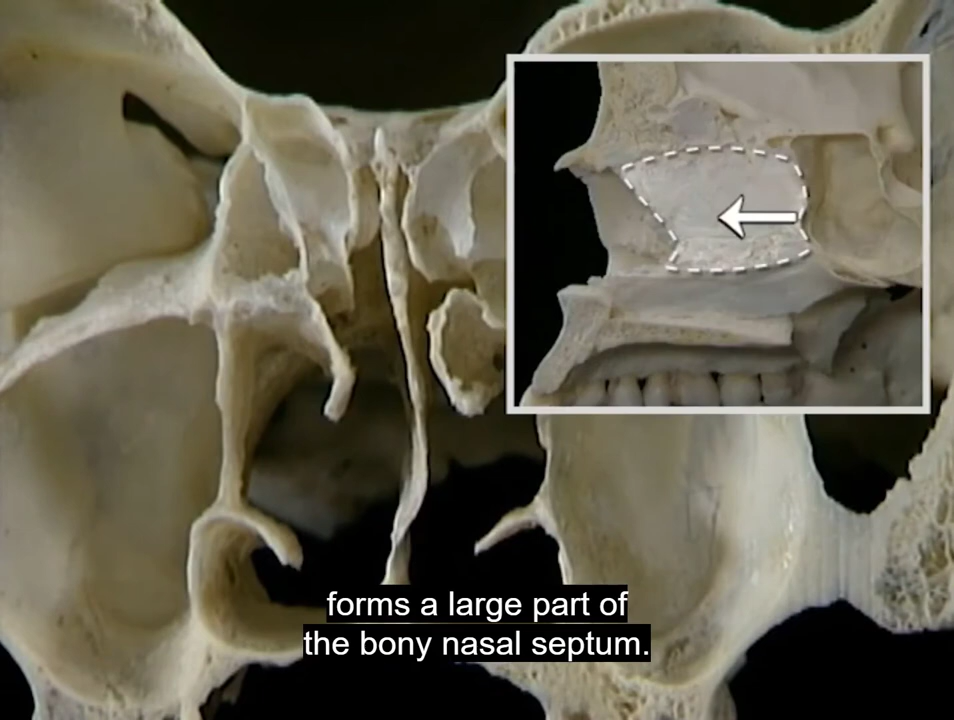 forms a large part of
the bony nasal septum.